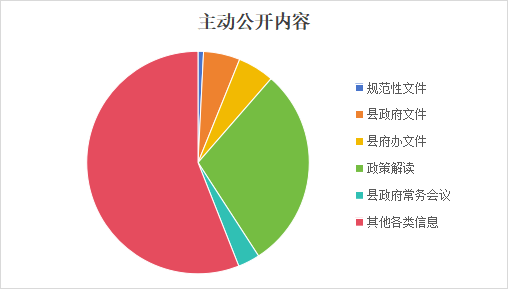 主动公开内容
规范性文件
县政府文件
县府办文件
政策解读
县政府常务会议
其他各类信息